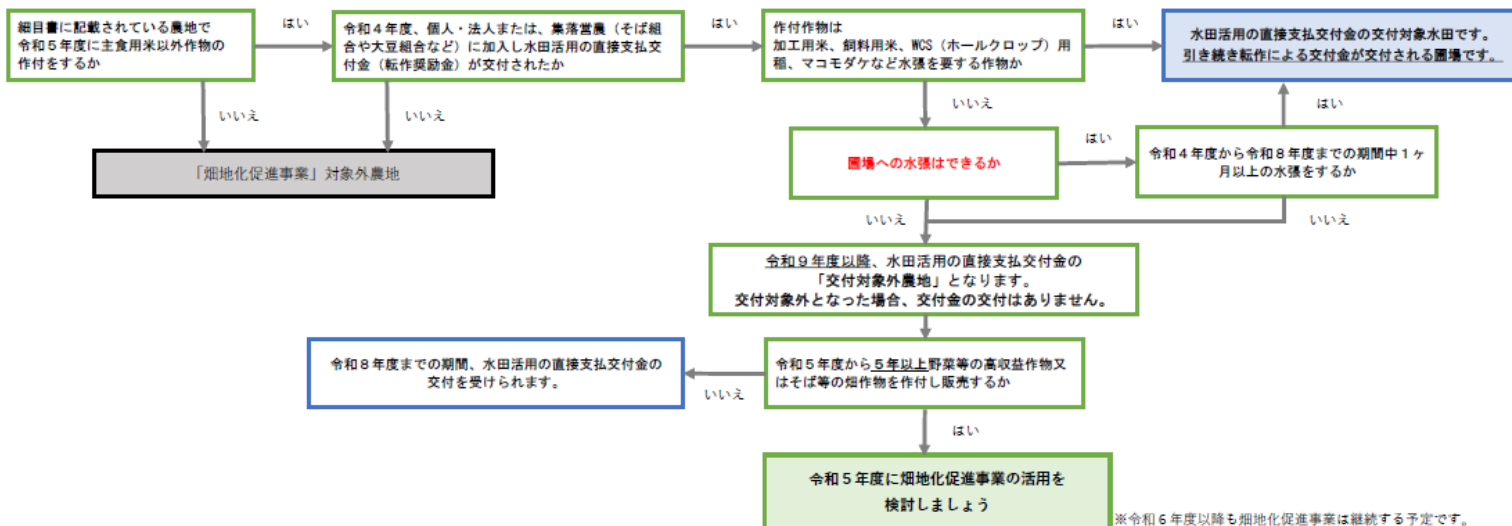 細目書に記載されている農地で
令和５年度に主食用米以外作物の
作付をするか
はい
令和４年度、個人・法人または、集落営農（そば組
合や大豆組合など）に加入し水田活用の直接支払交
付金（転作奨励金）が交付されたか
はい
作付作物は
加工用米、飼料用米、WCS（ホールクロップ）用
稲、マコモダケなど水張を要する作物か
はい
水田活用の直接支払交付金の交付対象水田です。
引き続き転作による交付金が交付される圃場です。
いいえ
いいえ
いいえ
はい
「畑地化促進事業」対象外農地
圃場への水張はできるか
はい
令和４年度から令和８年度までの期間中１ヶ
月以上の水張をするか
いいえ
いいえ
令和９年度以降、水田活用の直接支払交付金の
「交付対象外農地」となります。
交付対象外となった場合、交付金の交付はありません。
令和８年度までの期間、水田活用の直接支払交付金の
交付を受けられます。
いいえ
令和５年度から５年以上野菜等の高収益作物又
はそば等の畑作物を作付し販売するか
はい
令和５年度に畑地化促進事業の活用を
検討しましょう
※令和６年度以降も畑地化促進事業は継続する予定です。